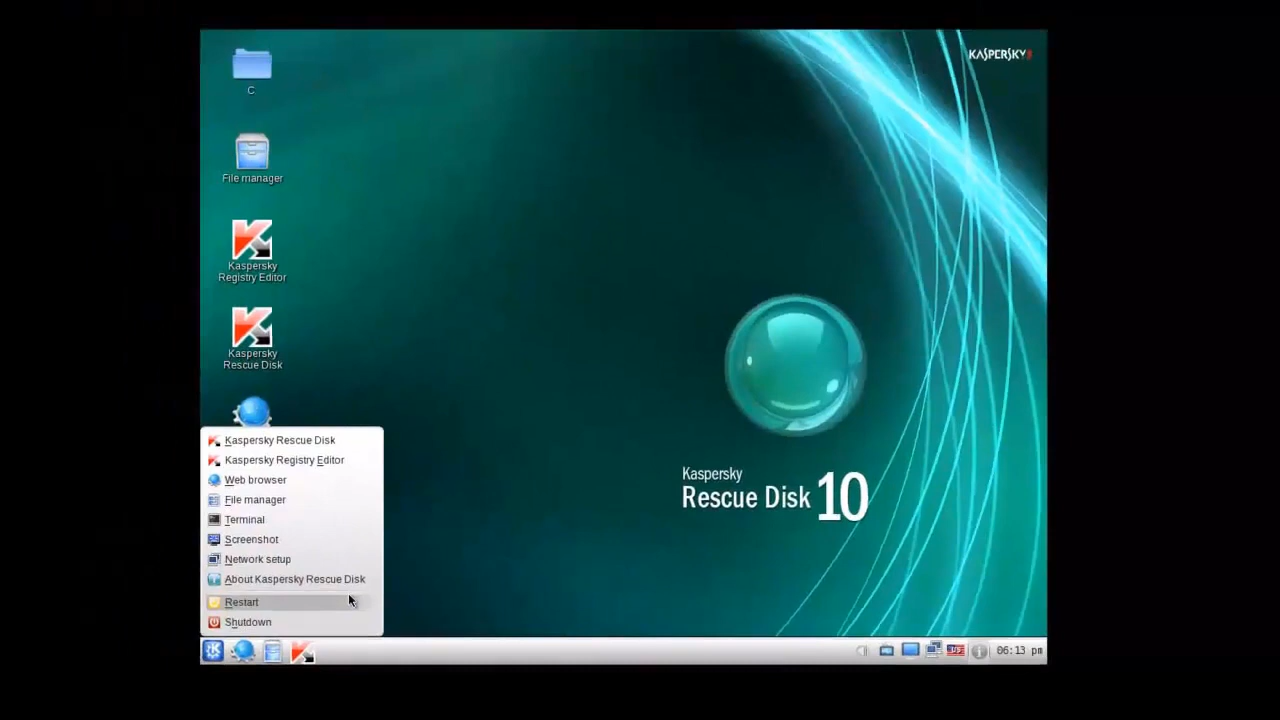 KASPERSKY
C
File manager
Kaspersky
Registry Editor
Kaspersky
Rescue Disk
Kaspersky
Rescue Disk 10
Kaspersky Rescue Disk
Kaspersky Registry Editor
Web browser
File manager
Terminal
Screenshot
Network setup
About Kaspersky Rescue Disk
Restart
Shutdown
US
06:13 pm